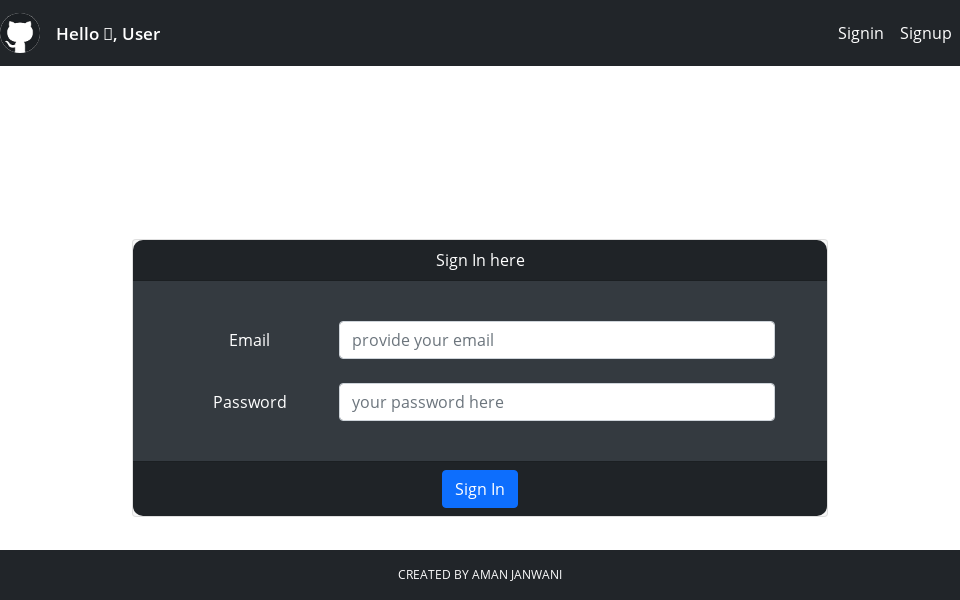 Hello , User
Signin
Signup
Sign In here
Email
provide your email
Password
your password here
Sign In
CREATED BY AMAN JANWANI